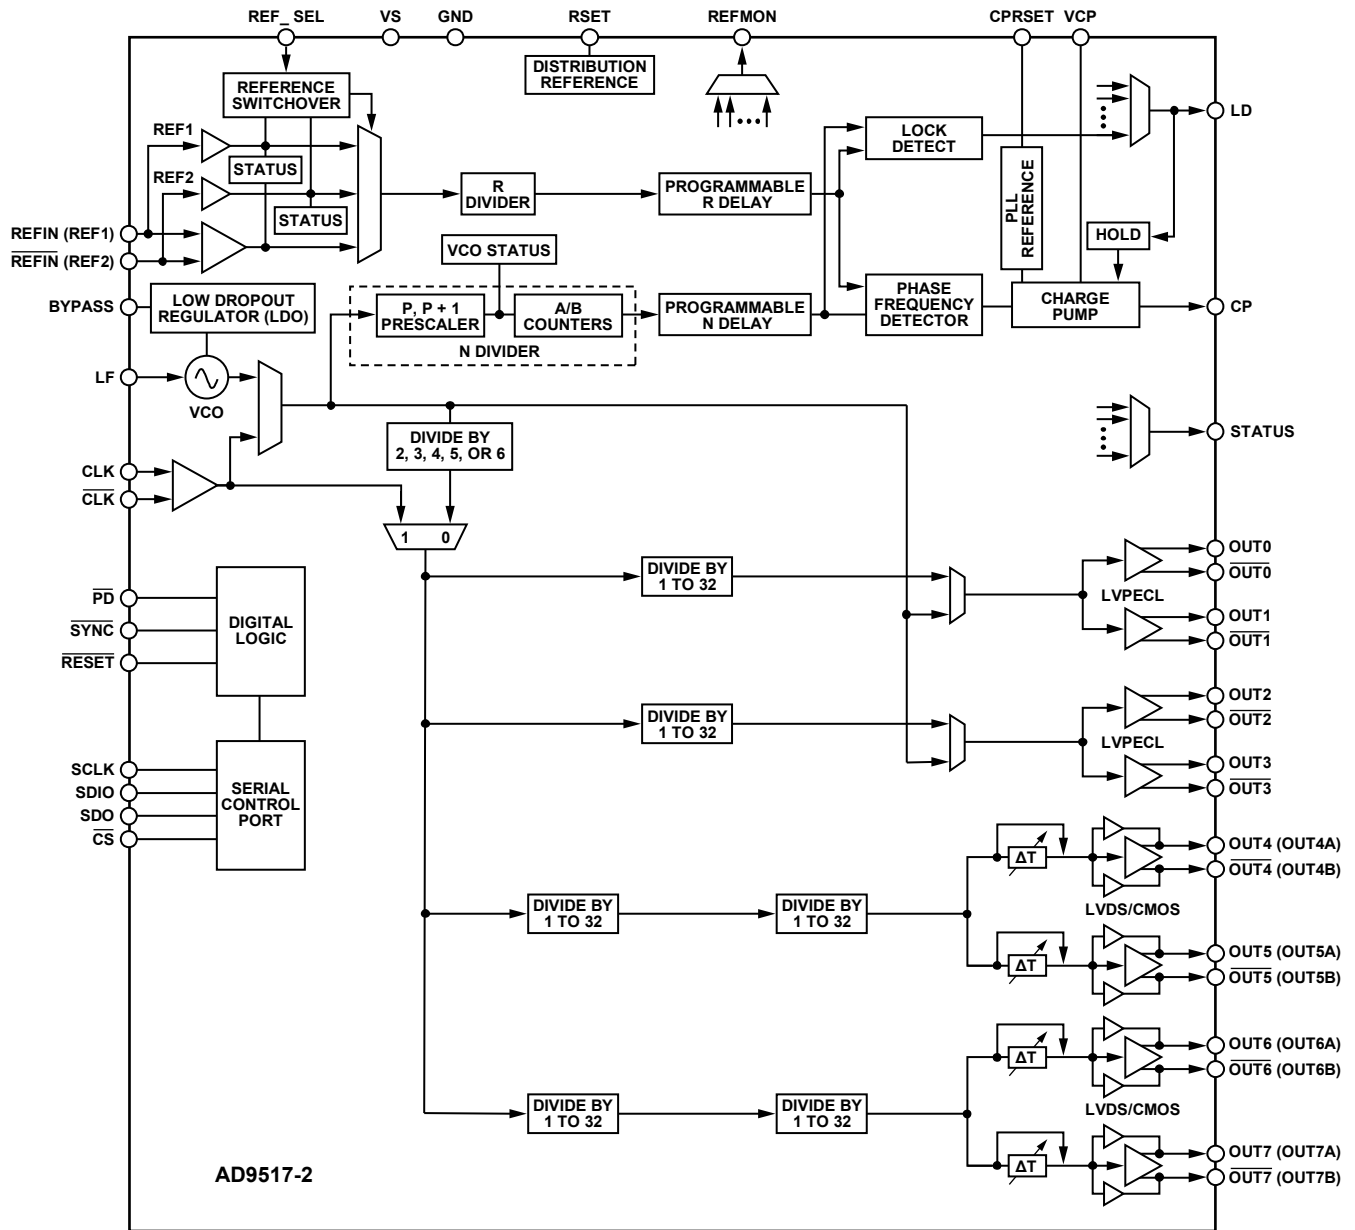 REF_ SEL
VS
GND
RSET
REFMON
CPRSET
VCP
REFERENCE
SWITCHOVER
DISTRIBUTION
REFERENCE
REF1
STATUS
REF2
STATUS
REFIN (REF1)
REFIN (REF2)
R
DIVIDER
PROGRAMMABLE
R DELAY
LOCK
DETECT
PLL
REFERENCE
LD
HOLD
VCO STATUS
BYPASS
LOW DROPOUT
REGULATOR (LDO)
P, P + 1
PRESCALER
A/B
COUNTERS
N DIVIDER
PROGRAMMABLE
N DELAY
PHASE
FREQUENCY
DETECTOR
CHARGE
PUMP
CP
LF
VCO
DIVIDE BY
2, 3, 4, 5, OR 6
STATUS
CLK
CLK
1 0
PD
SYNC
RESET
DIGITAL
LOGIC
SCLK
SDIO
SDO
CS
SERIAL
CONTROL
PORT
DIVIDE BY
1 TO 32
LVPECL
OUT0
OUT0
OUT1
OUT1
DIVIDE BY
1 TO 32
LVPECL
OUT2
OUT2
OUT3
OUT3
DIVIDE BY
1 TO 32
DIVIDE BY
1 TO 32
ΔT
OUT4 (OUT4A)
OUT4 (OUT4B)
LVDS/CMOS
ΔT
OUT5 (OUT5A)
OUT5 (OUT5B)
DIVIDE BY
1 TO 32
DIVIDE BY
1 TO 32
ΔT
OUT6 (OUT6A)
OUT6 (OUT6B)
LVDS/CMOS
ΔT
OUT7 (OUT7A)
OUT7 (OUT7B)
AD9517-2